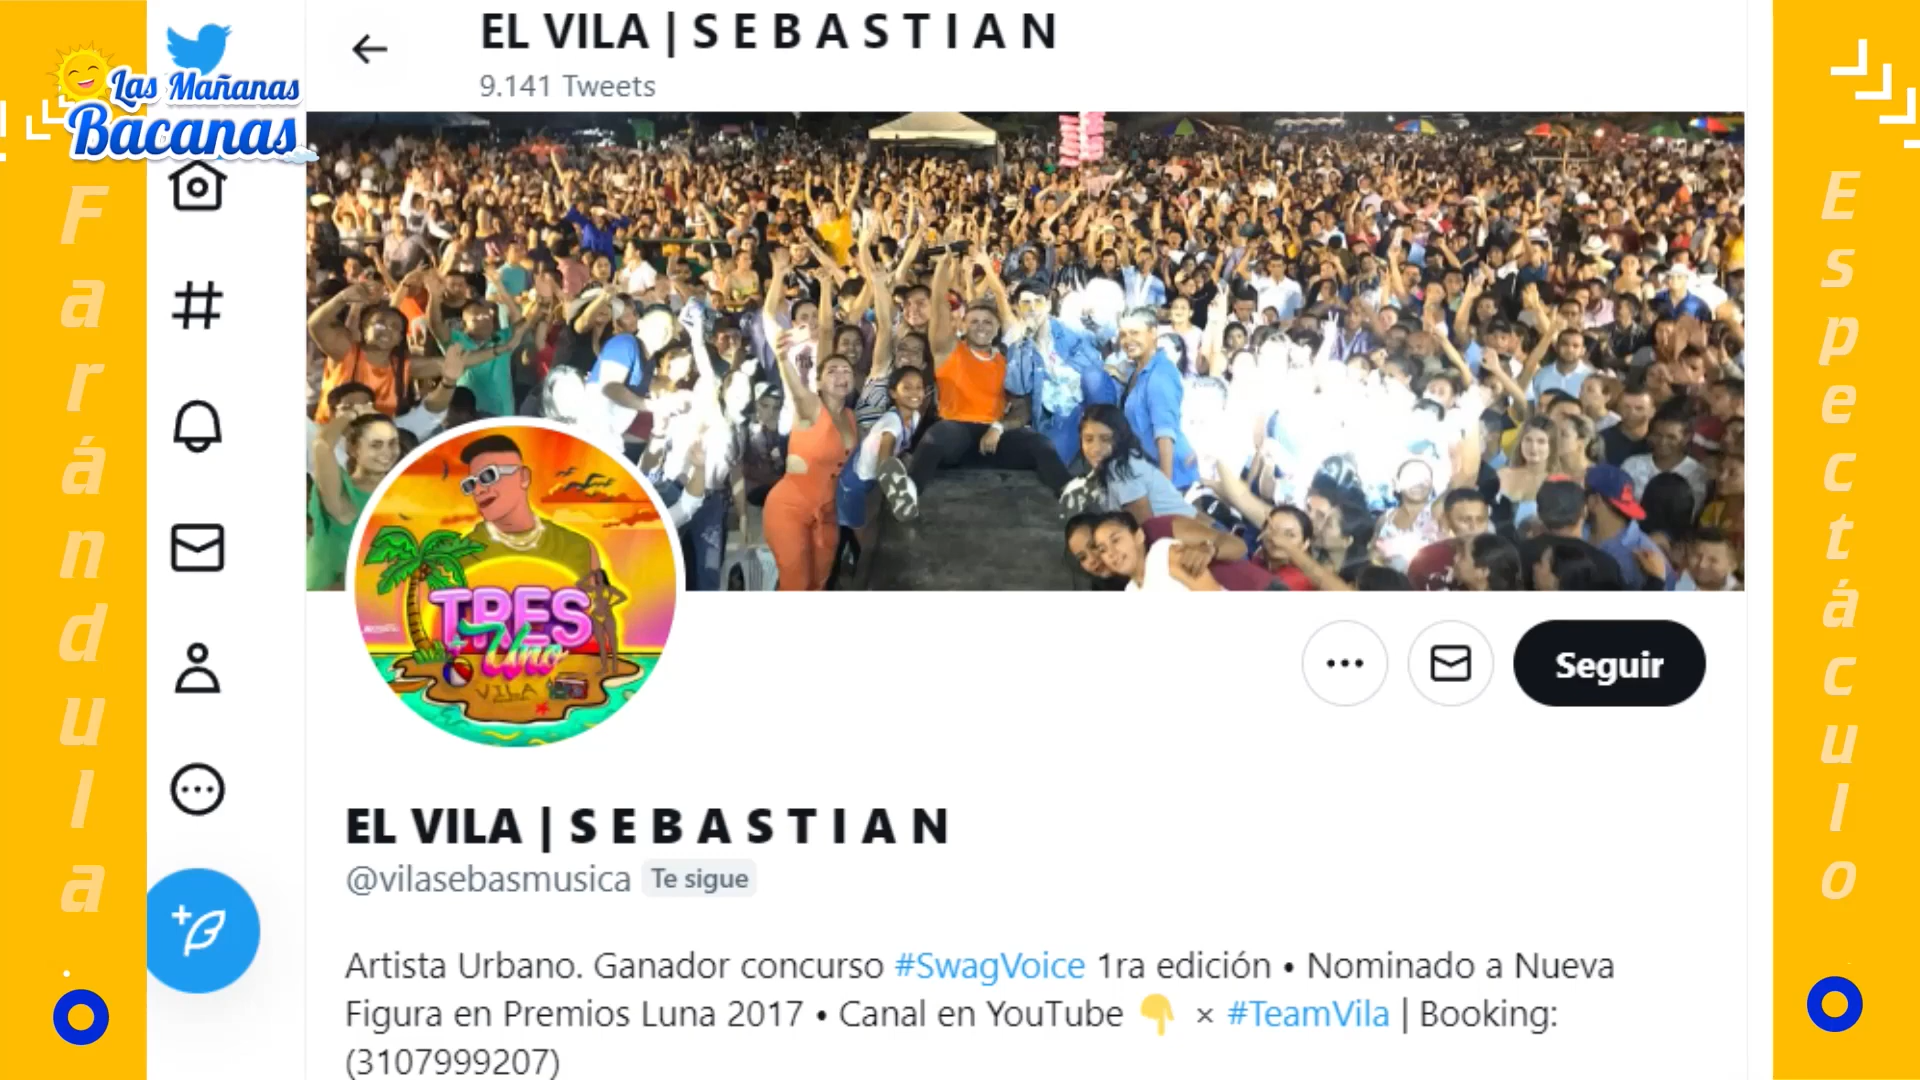 EL VILA | S E B A S T I A N
9.141 Tweets
Las Mañanas
Bacanas
Farándula
Espectáculo
TRES
Uno
VILA
Seguir
EL VILA | S E B A S T I A N
@vilasebasmusica Te sigue
Artista Urbano. Ganador concurso #SwagVoice 1ra edición • Nominado a Nueva
Figura en Premios Luna 2017 • Canal en YouTube 👇 × #TeamVila | Booking:
(3107999207)